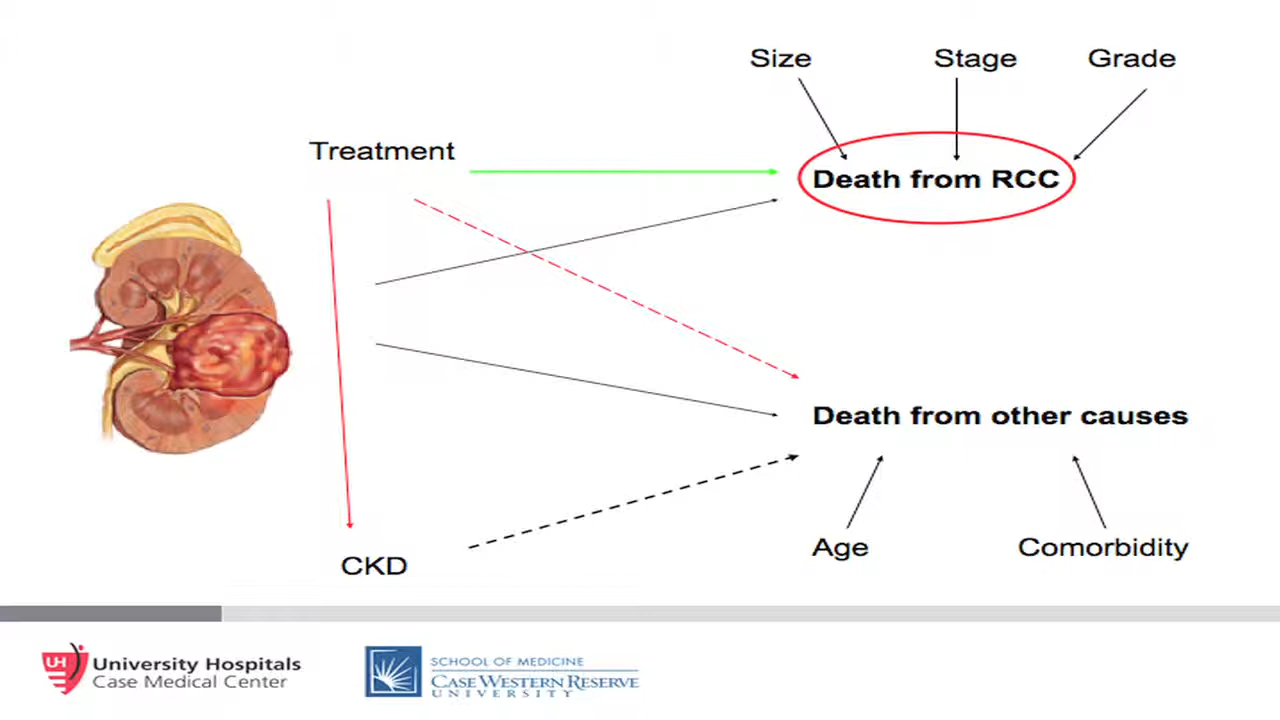 Size
Stage
Grade
Treatment
Death from RCC
Death from other causes
Age
Comorbidity
CKD
UH
University Hospitals
Case Medical Center
SCHOOL OF MEDICINE
CASE WESTERN RESERVE
UNIVERSITY